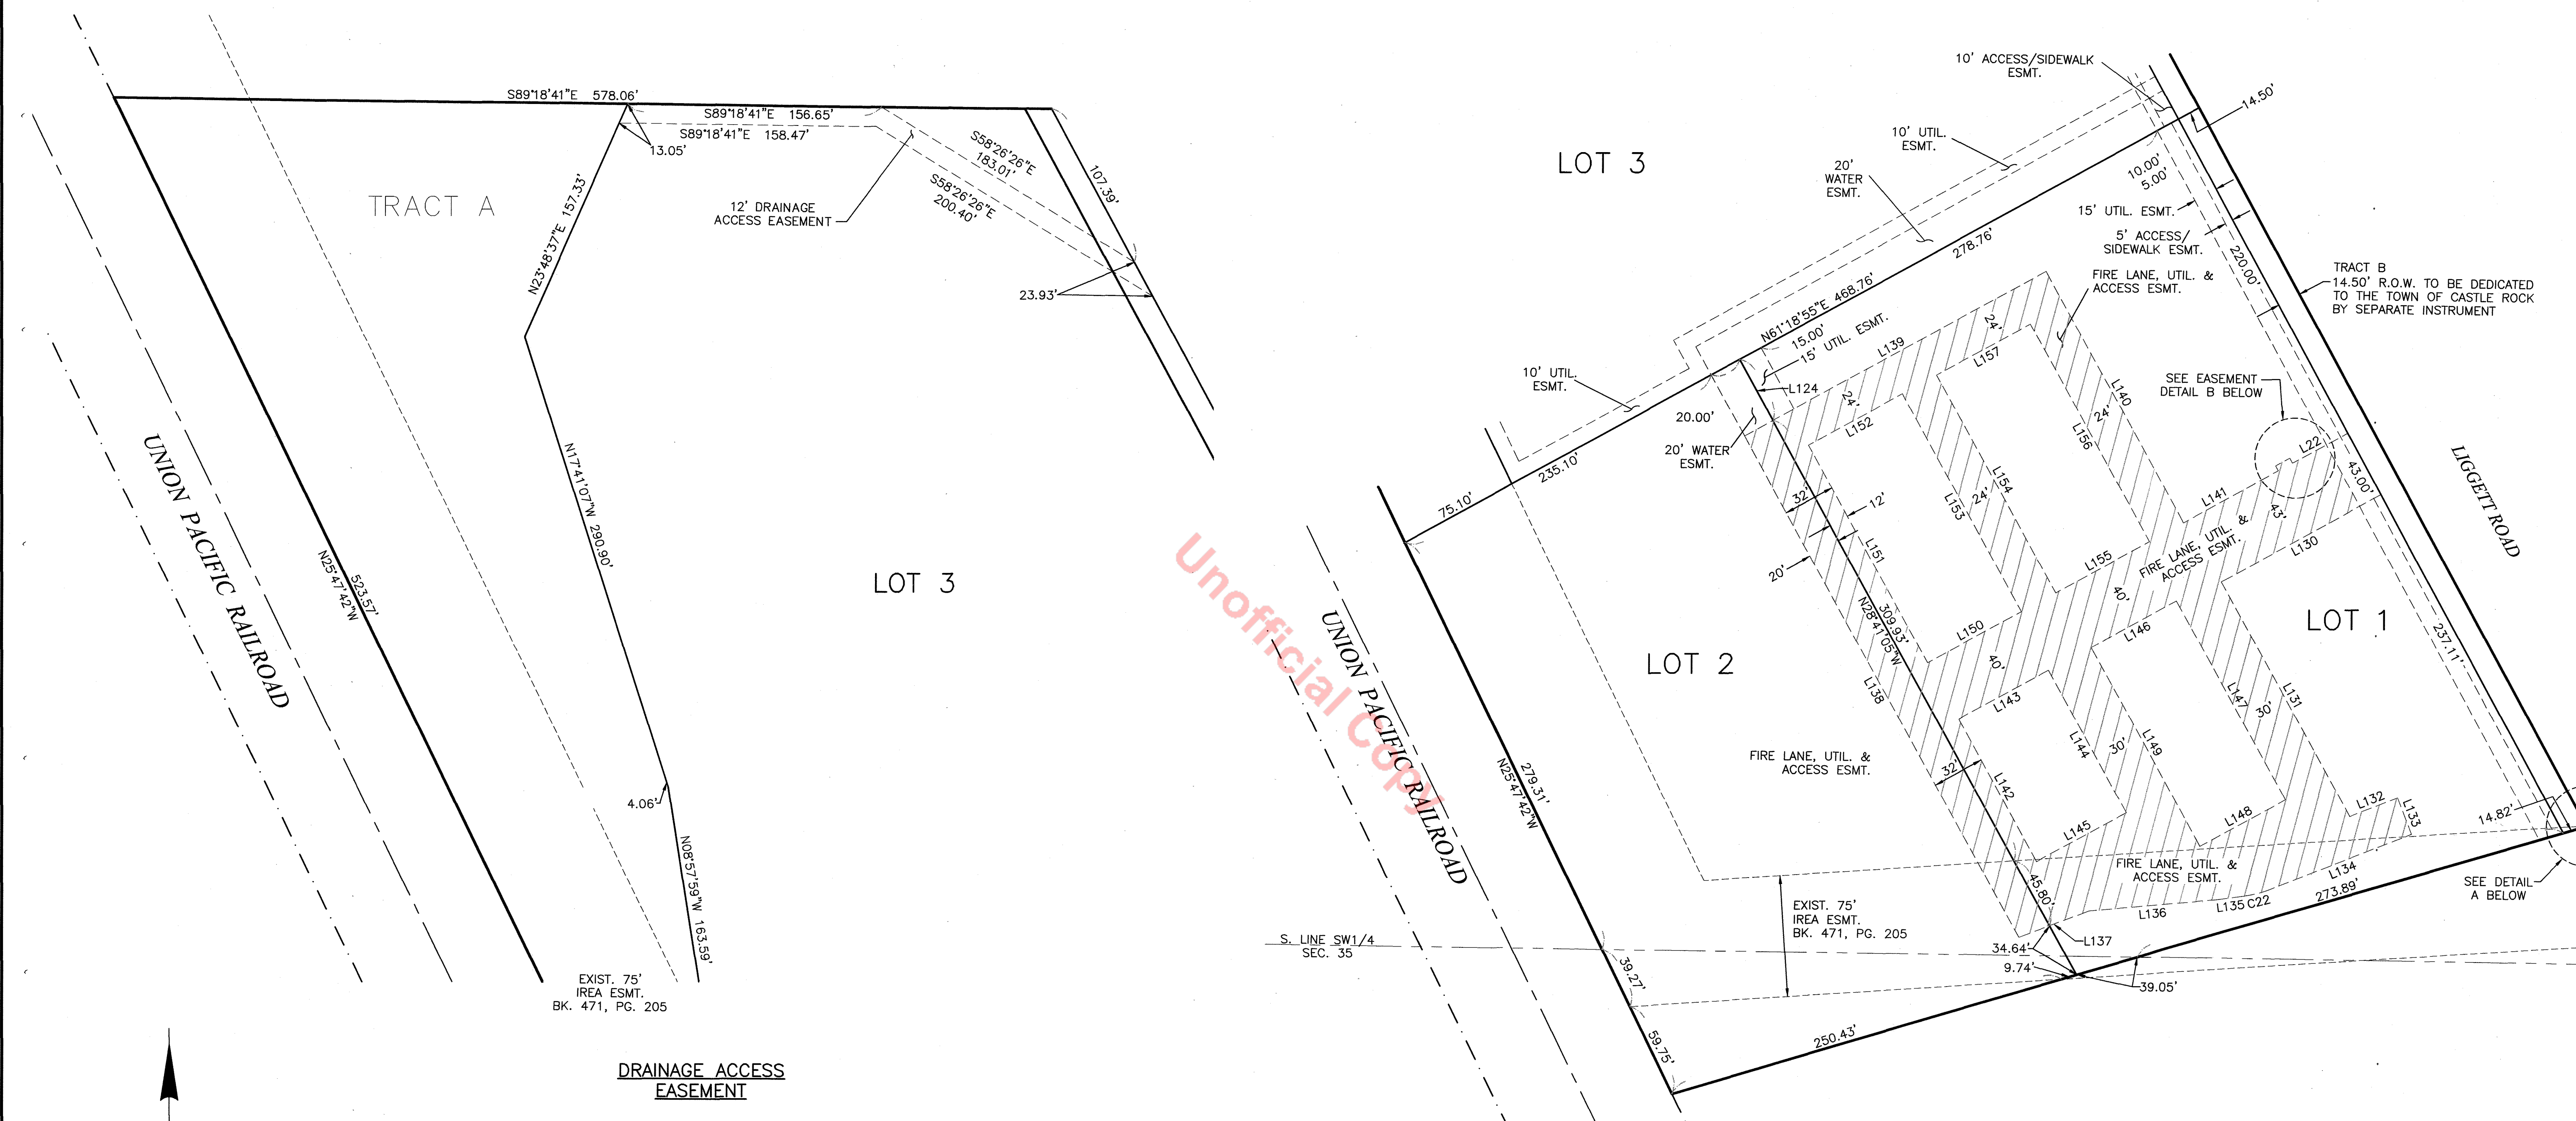 S89°18'41"E 578.06'
S89°18'41"E 156.65'
S89°18'41"E 158.47'
13.05'
TRACT A
N23°48'37"E 157.33'
12' DRAINAGE
ACCESS EASEMENT
S58°26'26"E
183.01'
S58°26'26"E
200.40'
107.39'
23.93'
UNION PACIFIC RAILROAD
523.57'
N25°47'42"W
N17°41'07"W 290.90'
LOT 3
4.06'
N08°57'59"W 163.59'
EXIST. 75'
IREA ESMT.
BK. 471, PG. 205
DRAINAGE ACCESS
EASEMENT
Unofficial Copy
10' ACCESS/SIDEWALK
ESMT.
14.50'
LOT 3
10' UTIL.
ESMT.
20'
WATER
ESMT.
10.00'
5.00'
15' UTIL. ESMT.
5' ACCESS/
SIDEWALK ESMT.
278.76'
220.00'
FIRE LANE, UTIL. &
ACCESS ESMT.
TRACT B
14.50' R.O.W. TO BE DEDICATED
TO THE TOWN OF CASTLE ROCK
BY SEPARATE INSTRUMENT
N61°18'55"E 468.76'
15.00'
15' UTIL. ESMT.
L139
24'
L157
10' UTIL.
ESMT.
L124
20.00'
24'
L152
L140
24'
L156
SEE EASEMENT
DETAIL B BELOW
L22
20' WATER
ESMT.
235.10'
75.10'
43.00'
LIGGETT ROAD
32'
12'
L153
24'
L154
L141
43'
L151
20'
L155
FIRE LANE, UTIL. &
ACCESS ESMT.
L130
40'
309.93'
N28°41'05"W
L150
L146
LOT 1
237.11'
LOT 2
40'
L138
L143
L144
30'
L149
L147
30'
L131
UNION PACIFIC RAILROAD
279.31'
N25°47'42"W
FIRE LANE, UTIL. &
ACCESS ESMT.
32'
L142
L145
L148
L132
L133
14.82'
FIRE LANE, UTIL. &
ACCESS ESMT.
L134
273.89'
SEE DETAIL
A BELOW
45.80'
L136
L135
C22
EXIST. 75'
IREA ESMT.
BK. 471, PG. 205
S. LINE SW1/4
SEC. 35
34.64'
L137
9.74'
39.05'
39.27'
59.75'
250.43'